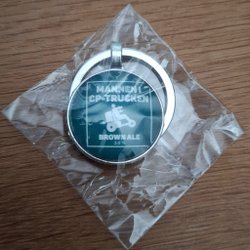 MANNEN I
CP-TRUCKEN
BROWN ALE